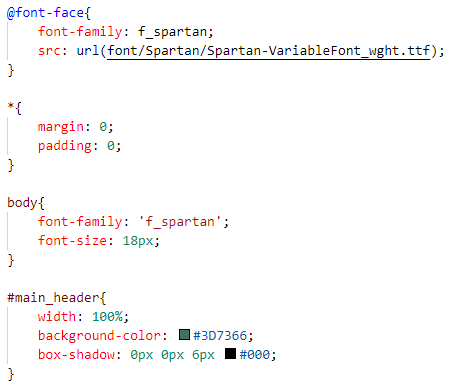 @font-face{
    font-family: f_spartan;
    src: url(font/Spartan/Spartan-VariableFont_wght.ttf);
}

*{
    margin: 0;
    padding: 0;
}

body{
    font-family: 'f_spartan';
    font-size: 18px;
}

#main_header{
    width: 100%;
    background-color: #3D7366;
    box-shadow: 0px 0px 6px #000;
}